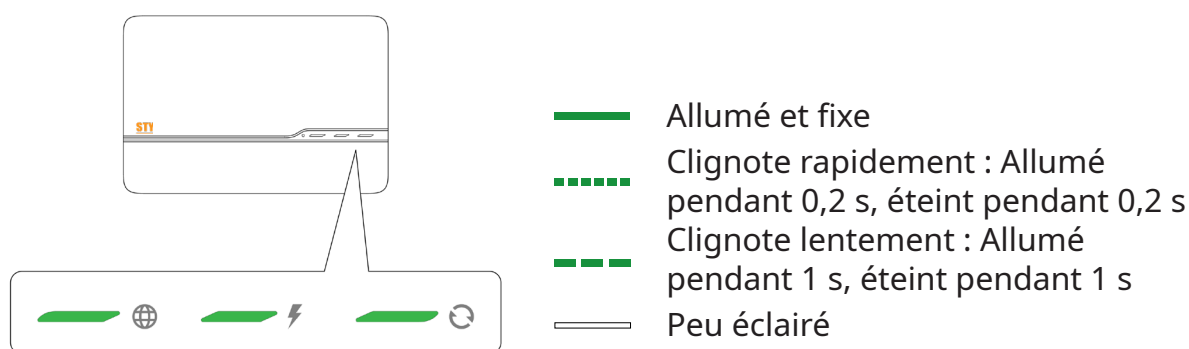 STY
Allumé et fixe
Clignote rapidement : Allumé
pendant 0,2 s, éteint pendant 0,2 s
Clignote lentement : Allumé
pendant 1 s, éteint pendant 1 s
Peu éclairé